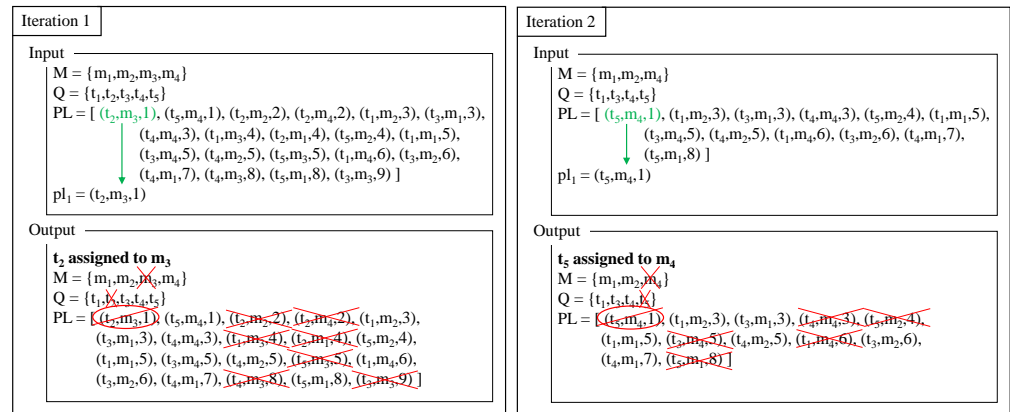 Iteration 1
Input
M = {m₁,m₂,m₃,m₄}
Q = {t₁,t₂,t₃,t₄,t₅}
PL = [ (t₂,m₃,1), (t₅,m₄,1), (t₂,m₂,2), (t₂,m₄,2), (t₁,m₂,3), (t₃,m₁,3),
(t₄,m₄,3), (t₁,m₃,4), (t₂,m₁,4), (t₅,m₂,4), (t₁,m₁,5),
(t₃,m₄,5), (t₄,m₂,5), (t₅,m₃,5), (t₁,m₄,6), (t₃,m₂,6),
(t₄,m₁,7), (t₄,m₃,8), (t₅,m₁,8), (t₃,m₃,9) ]
pl₁ = (t₂,m₃,1)
Output
t₂ assigned to m₃
M = {m₁,m₂,m₃,m₄}
Q = {t₁,t₂,t₃,t₄,t₅}
PL = [ (t₂,m₃,1), (t₅,m₄,1), (t₂,m₂,2), (t₂,m₄,2), (t₁,m₂,3),
(t₃,m₁,3), (t₄,m₄,3), (t₁,m₃,4), (t₂,m₁,4), (t₅,m₂,4),
(t₁,m₁,5), (t₃,m₄,5), (t₄,m₂,5), (t₅,m₃,5), (t₁,m₄,6),
(t₃,m₂,6), (t₄,m₁,7), (t₄,m₃,8), (t₅,m₁,8), (t₃,m₃,9) ]
Iteration 2
Input
M = {m₁,m₂,m₄}
Q = {t₁,t₃,t₄,t₅}
PL = [ (t₅,m₄,1), (t₁,m₂,3), (t₃,m₁,3), (t₄,m₄,3), (t₅,m₂,4), (t₁,m₁,5),
(t₃,m₄,5), (t₄,m₂,5), (t₁,m₄,6), (t₃,m₂,6), (t₄,m₁,7),
(t₅,m₁,8) ]
pl₁ = (t₅,m₄,1)
Output
t₅ assigned to m₄
M = {m₁,m₂,m₄}
Q = {t₁,t₃,t₄,t₅}
PL = [ (t₅,m₄,1), (t₁,m₂,3), (t₃,m₁,3), (t₄,m₄,3), (t₅,m₂,4),
(t₁,m₁,5), (t₃,m₄,5), (t₄,m₂,5), (t₁,m₄,6), (t₃,m₂,6),
(t₄,m₁,7), (t₅,m₁,8) ]